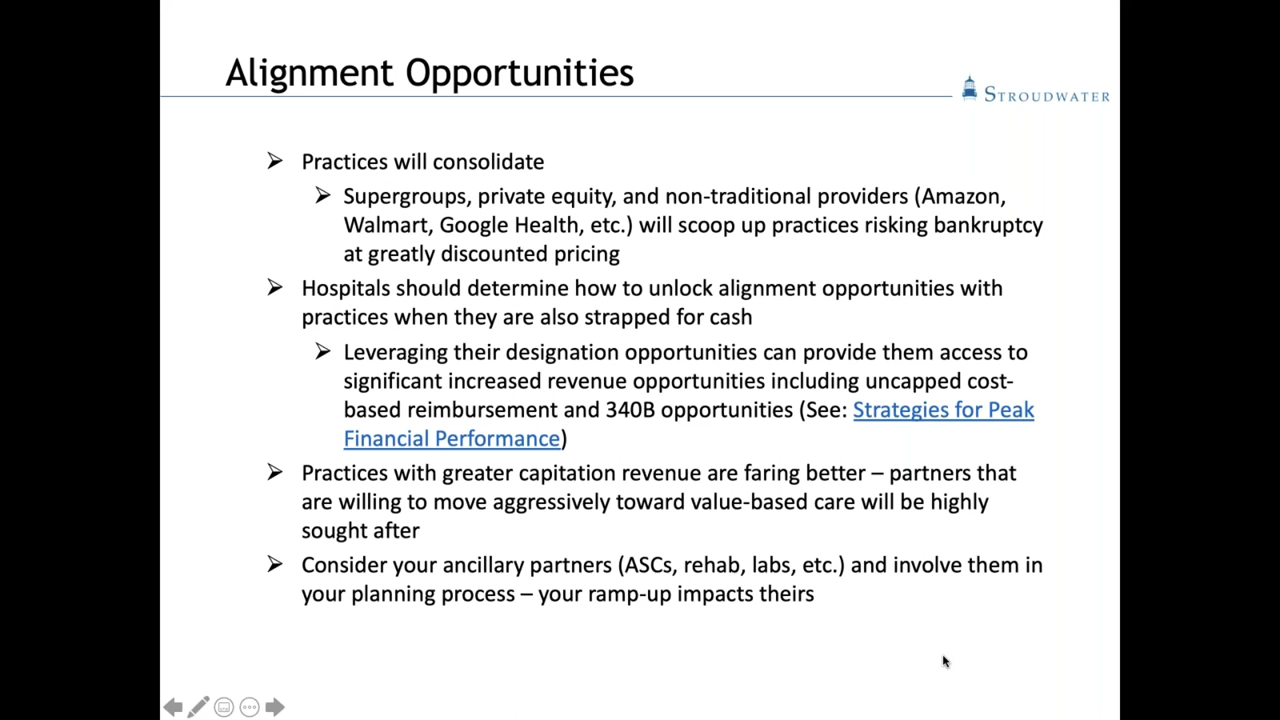 Alignment Opportunities
STROUDWATER
Practices will consolidate
Supergroups, private equity, and non-traditional providers (Amazon,
Walmart, Google Health, etc.) will scoop up practices risking bankruptcy
at greatly discounted pricing
Hospitals should determine how to unlock alignment opportunities with
practices when they are also strapped for cash
Leveraging their designation opportunities can provide them access to
significant increased revenue opportunities including uncapped cost-
based reimbursement and 340B opportunities (See: Strategies for Peak
Financial Performance)
Practices with greater capitation revenue are faring better – partners that
are willing to move aggressively toward value-based care will be highly
sought after
Consider your ancillary partners (ASCs, rehab, labs, etc.) and involve them in
your planning process – your ramp-up impacts theirs